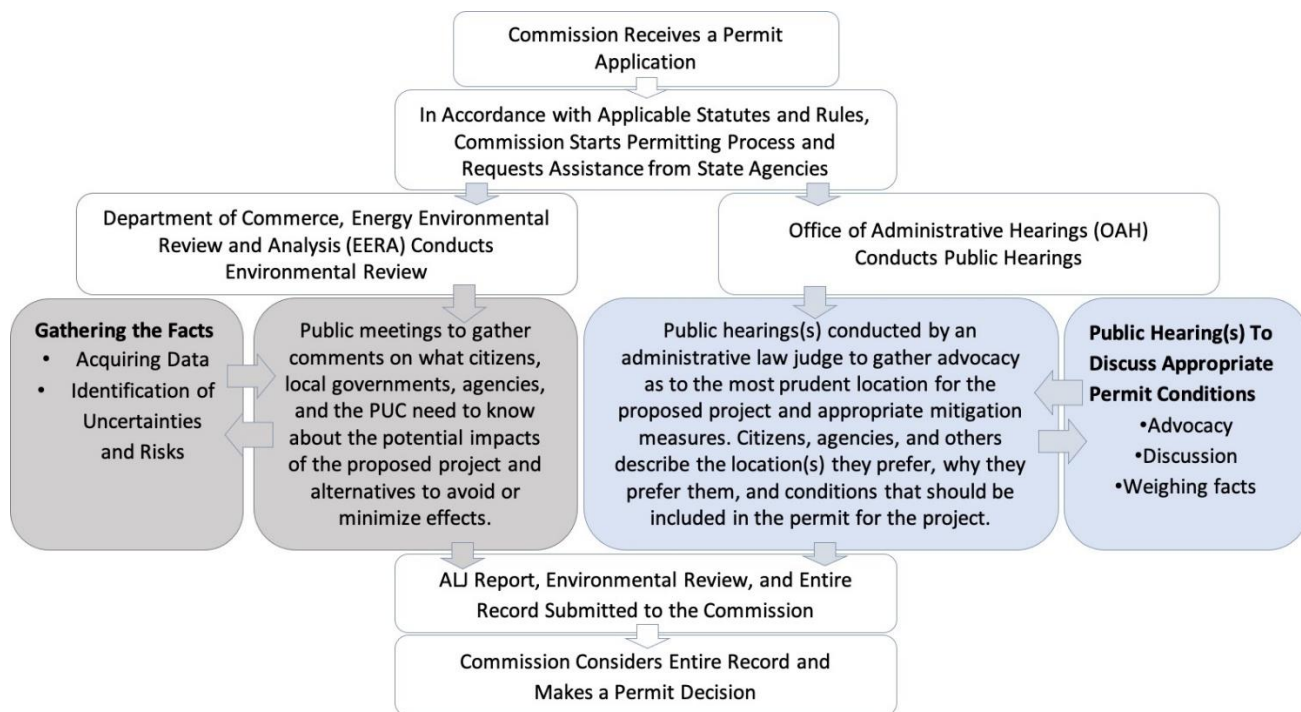 Commission Receives a Permit
Application
In Accordance with Applicable Statutes and Rules,
Commission Starts Permitting Process and
Requests Assistance from State Agencies
Department of Commerce, Energy Environmental
Review and Analysis (EERA) Conducts
Environmental Review
Office of Administrative Hearings (OAH)
Conducts Public Hearings
Gathering the Facts
• Acquiring Data
• Identification of
Uncertainties
and Risks
Public meetings to gather
comments on what citizens,
local governments, agencies,
and the PUC need to know
about the potential impacts
of the proposed project and
alternatives to avoid or
minimize effects.
Public hearings(s) conducted by an
administrative law judge to gather advocacy
as to the most prudent location for the
proposed project and appropriate mitigation
measures. Citizens, agencies, and others
describe the location(s) they prefer, why they
prefer them, and conditions that should be
included in the permit for the project.
Public Hearing(s) To
Discuss Appropriate
Permit Conditions
•Advocacy
•Discussion
•Weighing facts
ALJ Report, Environmental Review, and Entire
Record Submitted to the Commission
Commission Considers Entire Record and
Makes a Permit Decision